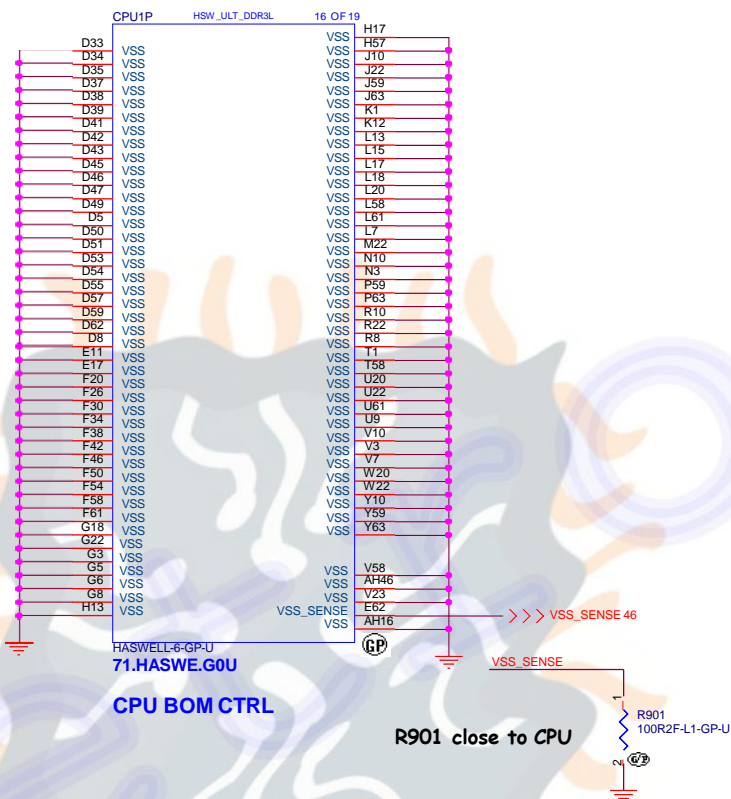 CPU1P HSW_ULT_DDR3L 16 OF 19
VSS H17
D33 VSS VSS H57
D34 VSS VSS J10
D35 VSS VSS J22
D37 VSS VSS J59
D38 VSS VSS J63
D39 VSS VSS K1
D41 VSS VSS K12
D42 VSS VSS L13
D43 VSS VSS L15
D45 VSS VSS L17
D46 VSS VSS L18
D47 VSS VSS L20
D49 VSS VSS L58
D5 VSS VSS L61
D50 VSS VSS L7
D51 VSS VSS M22
D53 VSS VSS N10
D54 VSS VSS N3
D55 VSS VSS P59
D57 VSS VSS P63
D59 VSS VSS R10
D62 VSS VSS R22
D8 VSS VSS R8
E11 VSS VSS T1
E17 VSS VSS T58
F20 VSS VSS U20
F26 VSS VSS U22
F30 VSS VSS U61
F34 VSS VSS U9
F38 VSS VSS V10
F42 VSS VSS V3
F46 VSS VSS V7
F50 VSS VSS W20
F54 VSS VSS W22
F58 VSS VSS Y10
F61 VSS VSS Y59
G18 VSS VSS Y63
G22 VSS
G3 VSS
G5 VSS VSS V58
G6 VSS VSS AH46
G8 VSS VSS V23
H13 VSS VSS_SENSE E62 VSS_SENSE 46
VSS AH16
HASWELL-6-GP-U GP
71.HASWE.G0U
CPU BOM CTRL
VSS_SENSE
1
R901
100R2F-L1-GP-U
R901 close to CPU
2